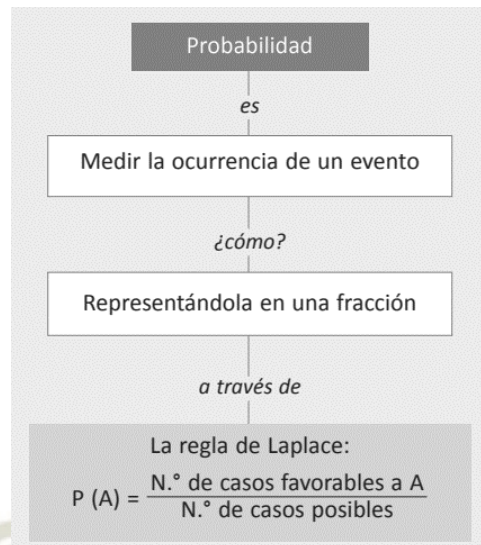 Probabilidad
es
Medir la ocurrencia de un evento
¿cómo?
Representándola en una fracción
a través de
La regla de Laplace:
P (A) = N.° de casos favorables a A / N.° de casos posibles